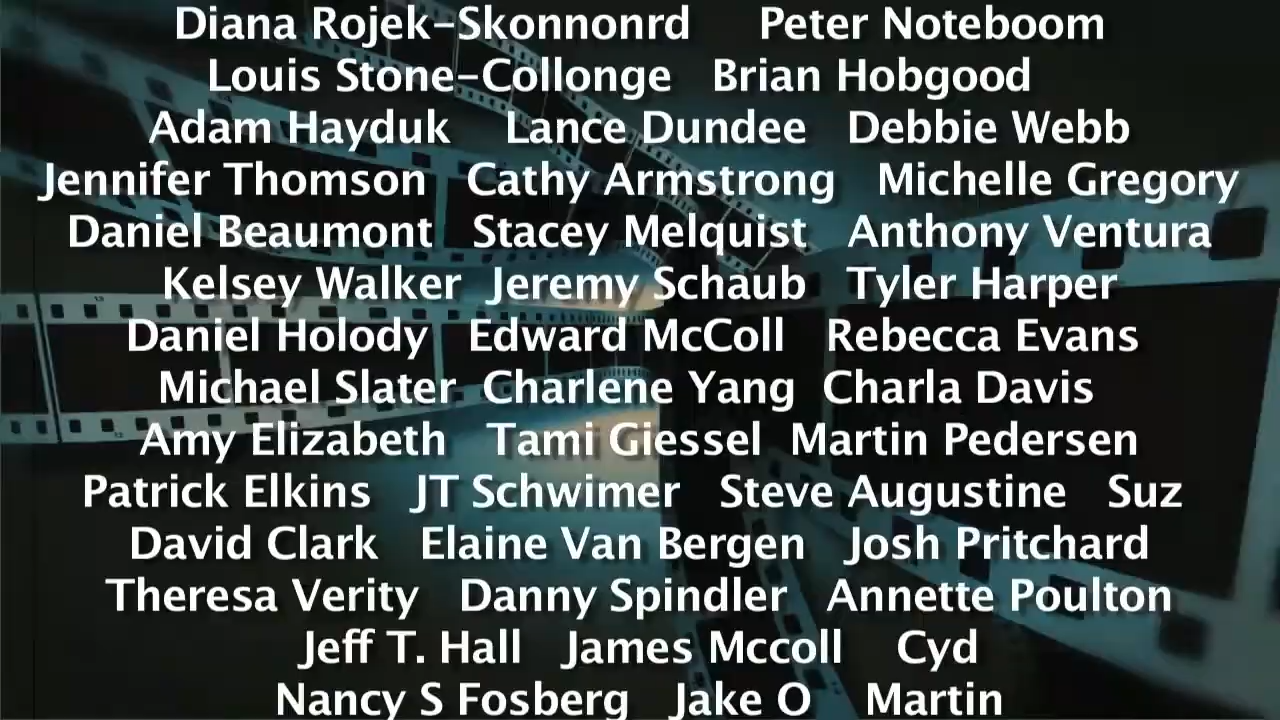 Diana Rojek-Skonnonrd Peter Noteboom
Louis Stone-Collonge Brian Hobgood
Adam Hayduk Lance Dundee Debbie Webb
Jennifer Thomson Cathy Armstrong Michelle Gregory
Daniel Beaumont Stacey Melquist Anthony Ventura
Kelsey Walker Jeremy Schaub Tyler Harper
Daniel Holody Edward McColl Rebecca Evans
Michael Slater Charlene Yang Charla Davis
Amy Elizabeth Tami Giessel Martin Pedersen
Patrick Elkins JT Schwimer Steve Augustine Suz
David Clark Elaine Van Bergen Josh Pritchard
Theresa Verity Danny Spindler Annette Poulton
Jeff T. Hall James Mccoll Cyd
Nancy S Fosberg Jake O Martin